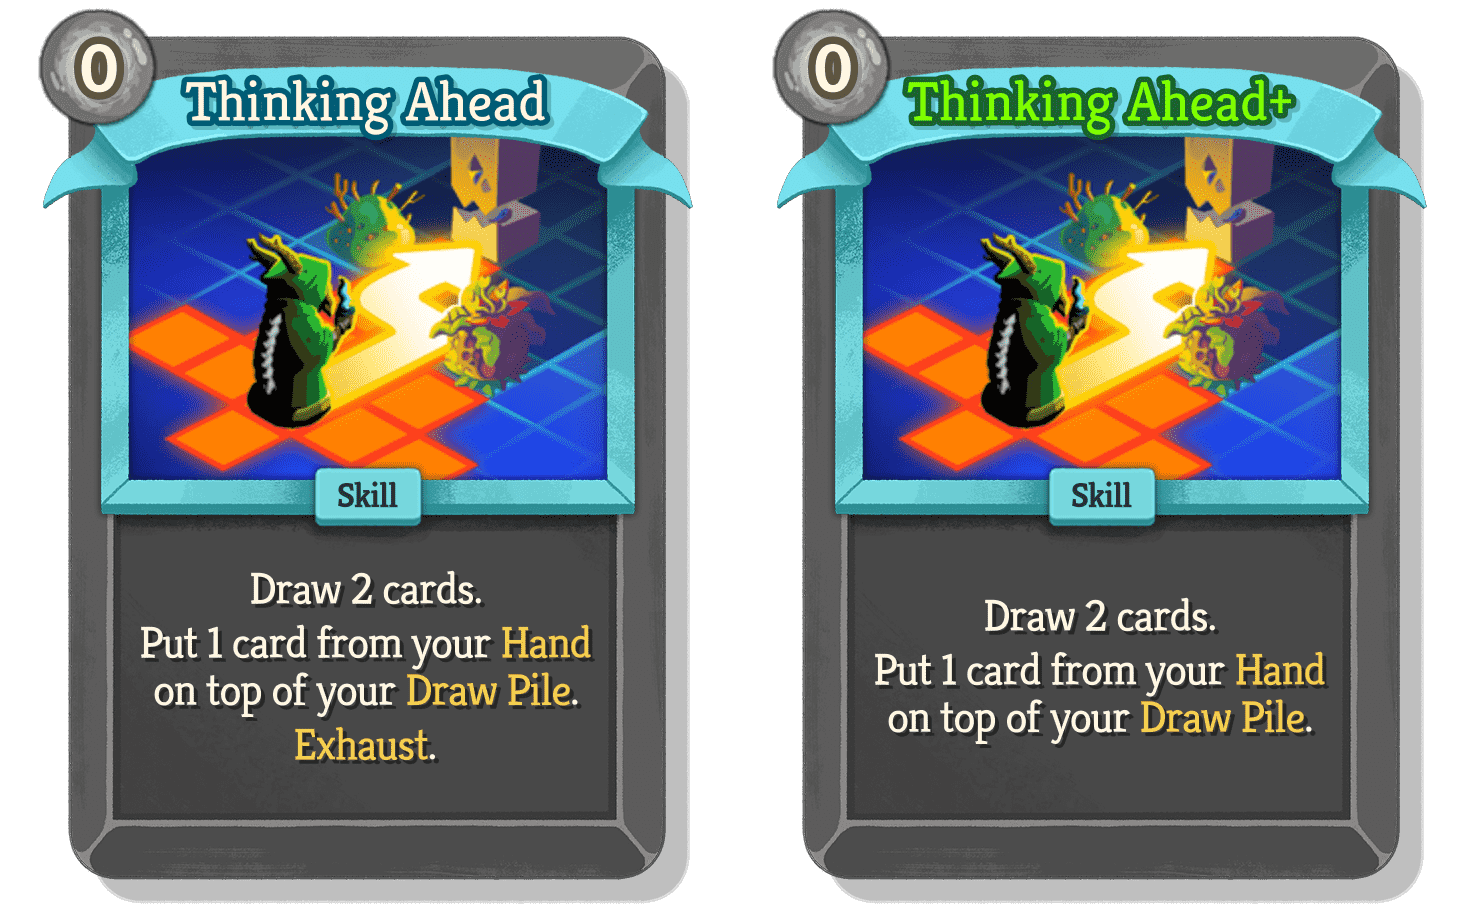 0
Thinking Ahead
Skill
Draw 2 cards.
Put 1 card from your Hand
on top of your Draw Pile.
Exhaust.
0
Thinking Ahead+
Skill
Draw 2 cards.
Put 1 card from your Hand
on top of your Draw Pile.